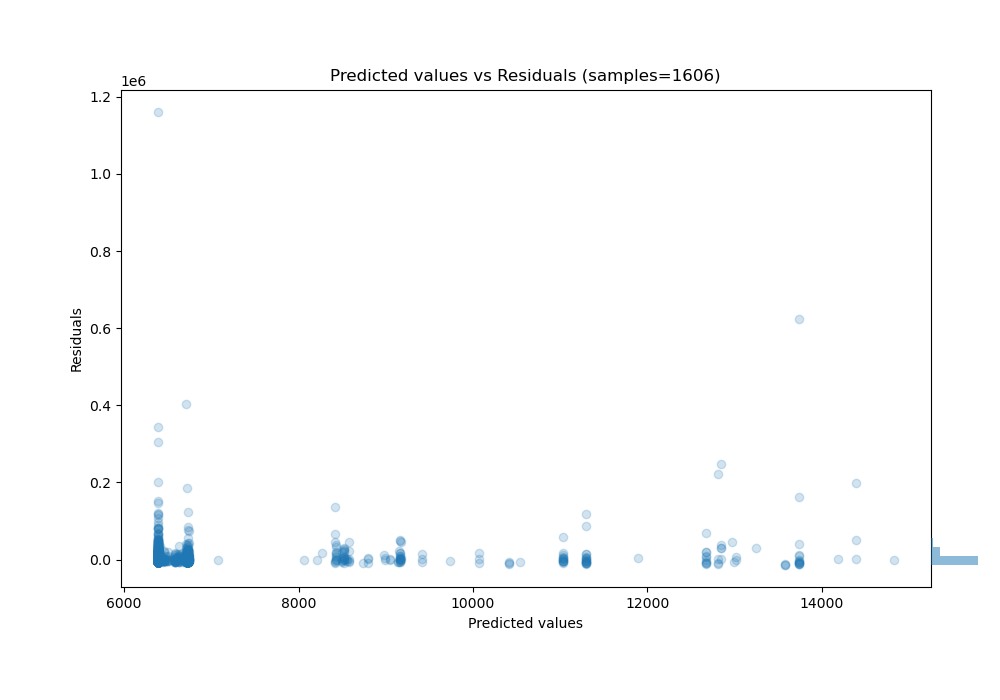 Predicted values vs Residuals (samples=1606)
1e6
1.2
1.0
0.8
0.6
0.4
0.2
0.0
Residuals
6000 8000 10000 12000 14000
Predicted values